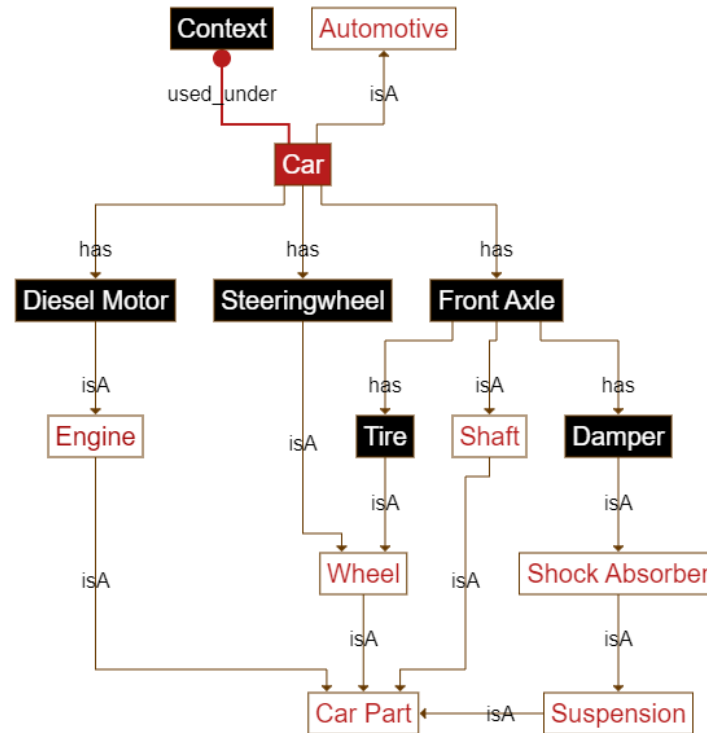 Context
Automotive
used_under
isA
Car
has
has
has
Diesel Motor
Steeringwheel
Front Axle
isA
has
isA
has
Engine
isA
Tire
Shaft
Damper
isA
isA
Wheel
Shock Absorber
isA
isA
isA
isA
Car Part
isA
Suspension